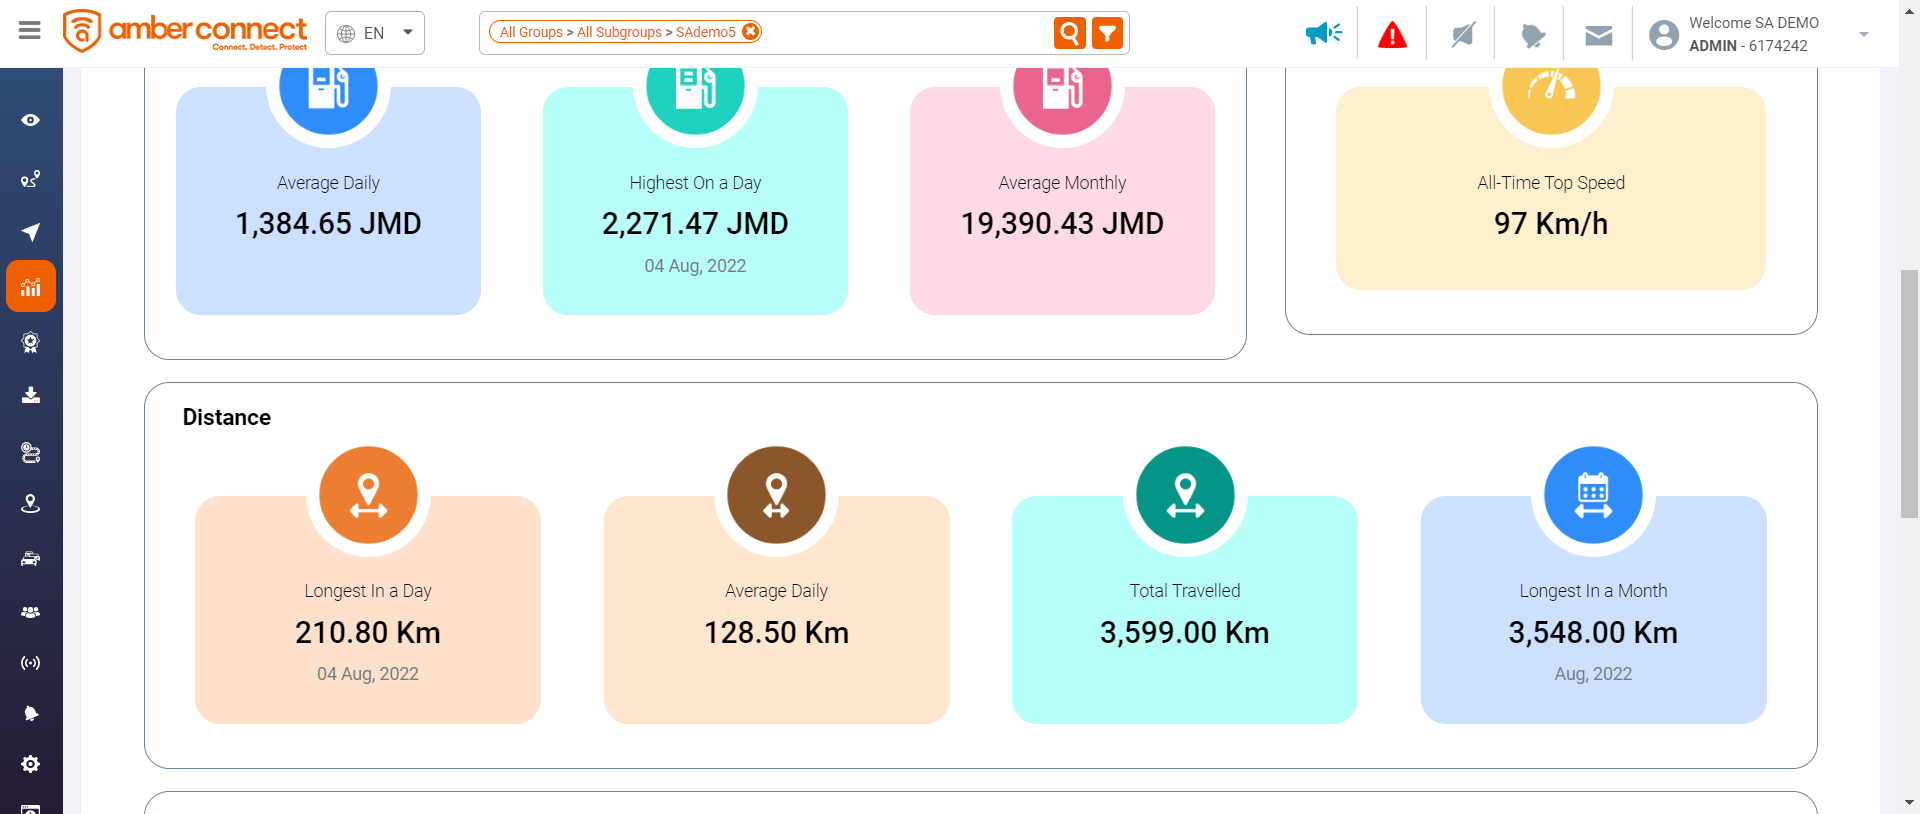 amber connect
Connect. Detect. Protect
EN
All Groups > All Subgroups > SAdemo5
Welcome SA DEMO
ADMIN - 6174242
Average Daily
1,384.65 JMD
Highest On a Day
2,271.47 JMD
04 Aug, 2022
Average Monthly
19,390.43 JMD
All-Time Top Speed
97 Km/h
Distance
Longest In a Day
210.80 Km
04 Aug, 2022
Average Daily
128.50 Km
Total Travelled
3,599.00 Km
Longest In a Month
3,548.00 Km
Aug, 2022